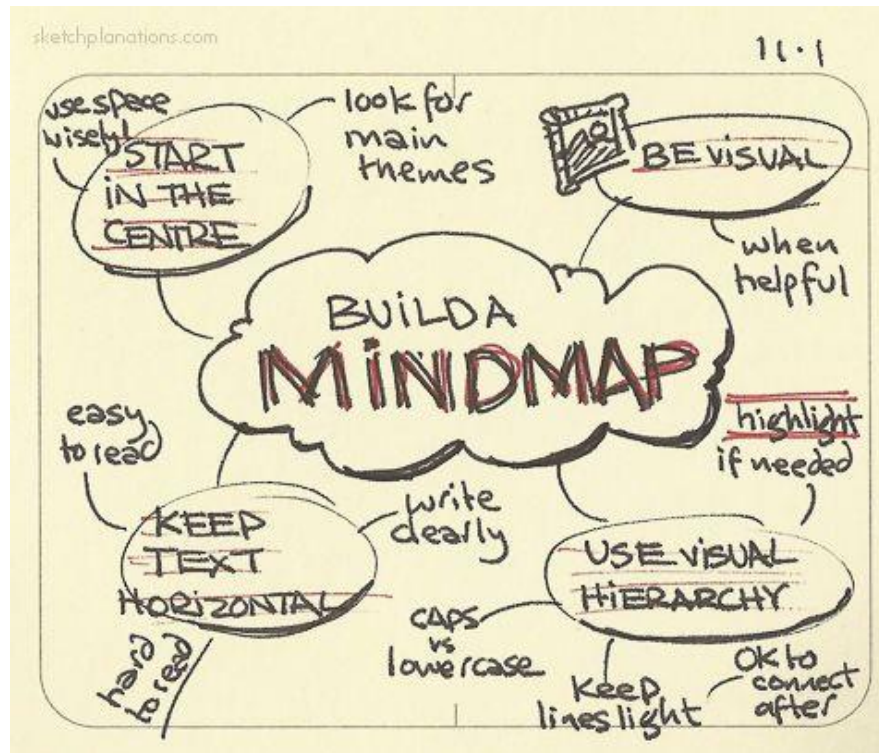 sketchplanations.com
11.1
use space
wisely!
START
IN THE
CENTRE
look for
main
themes
BE VISUAL
when
helpful
BUILD A
MINDMAP
easy
to read
KEEP
TEXT
HORIZONTAL
write
clearly
hard
to read
highlight
if needed
USE VISUAL
HIERARCHY
CAPS
vs
lowercase
Keep
lines light
OK to
connect
after